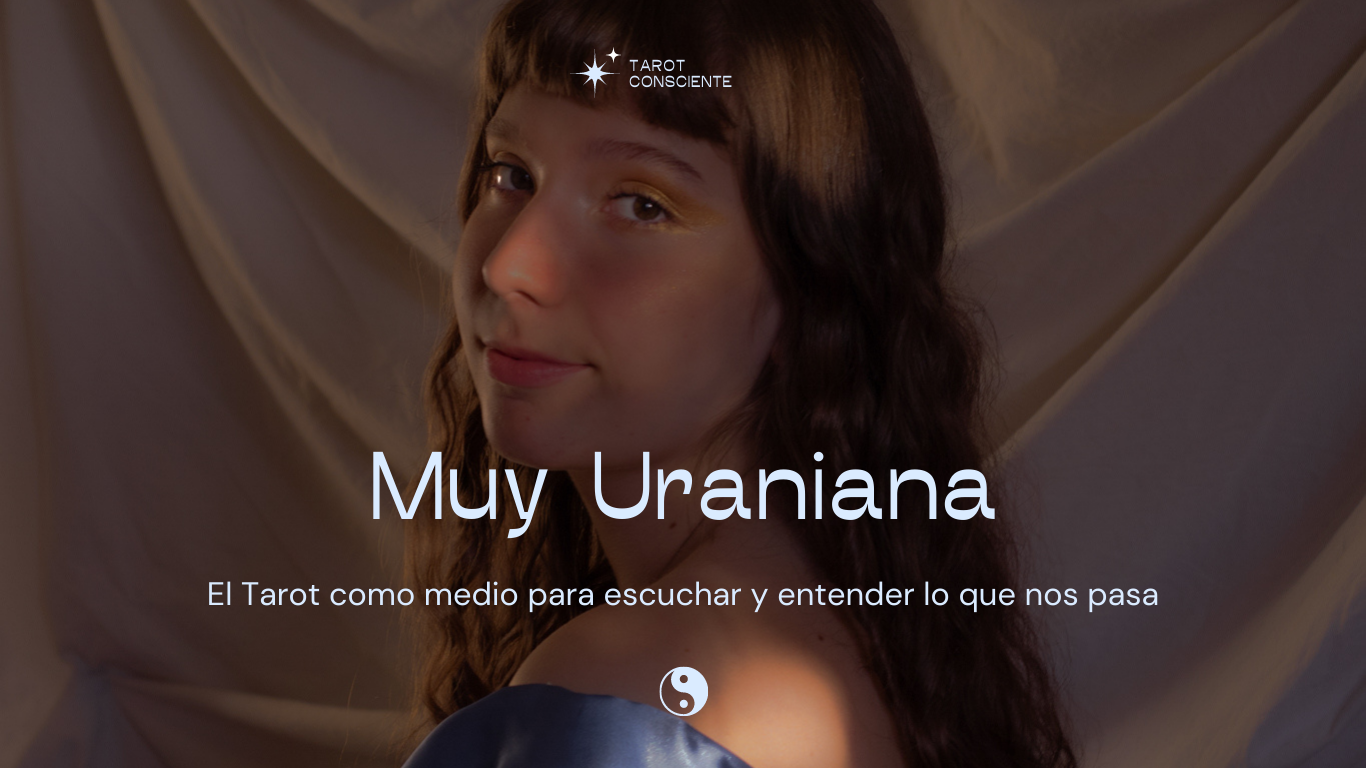 TAROT
CONSCIENTE
Muy Uraniana
El Tarot como medio para escuchar y entender lo que nos pasa